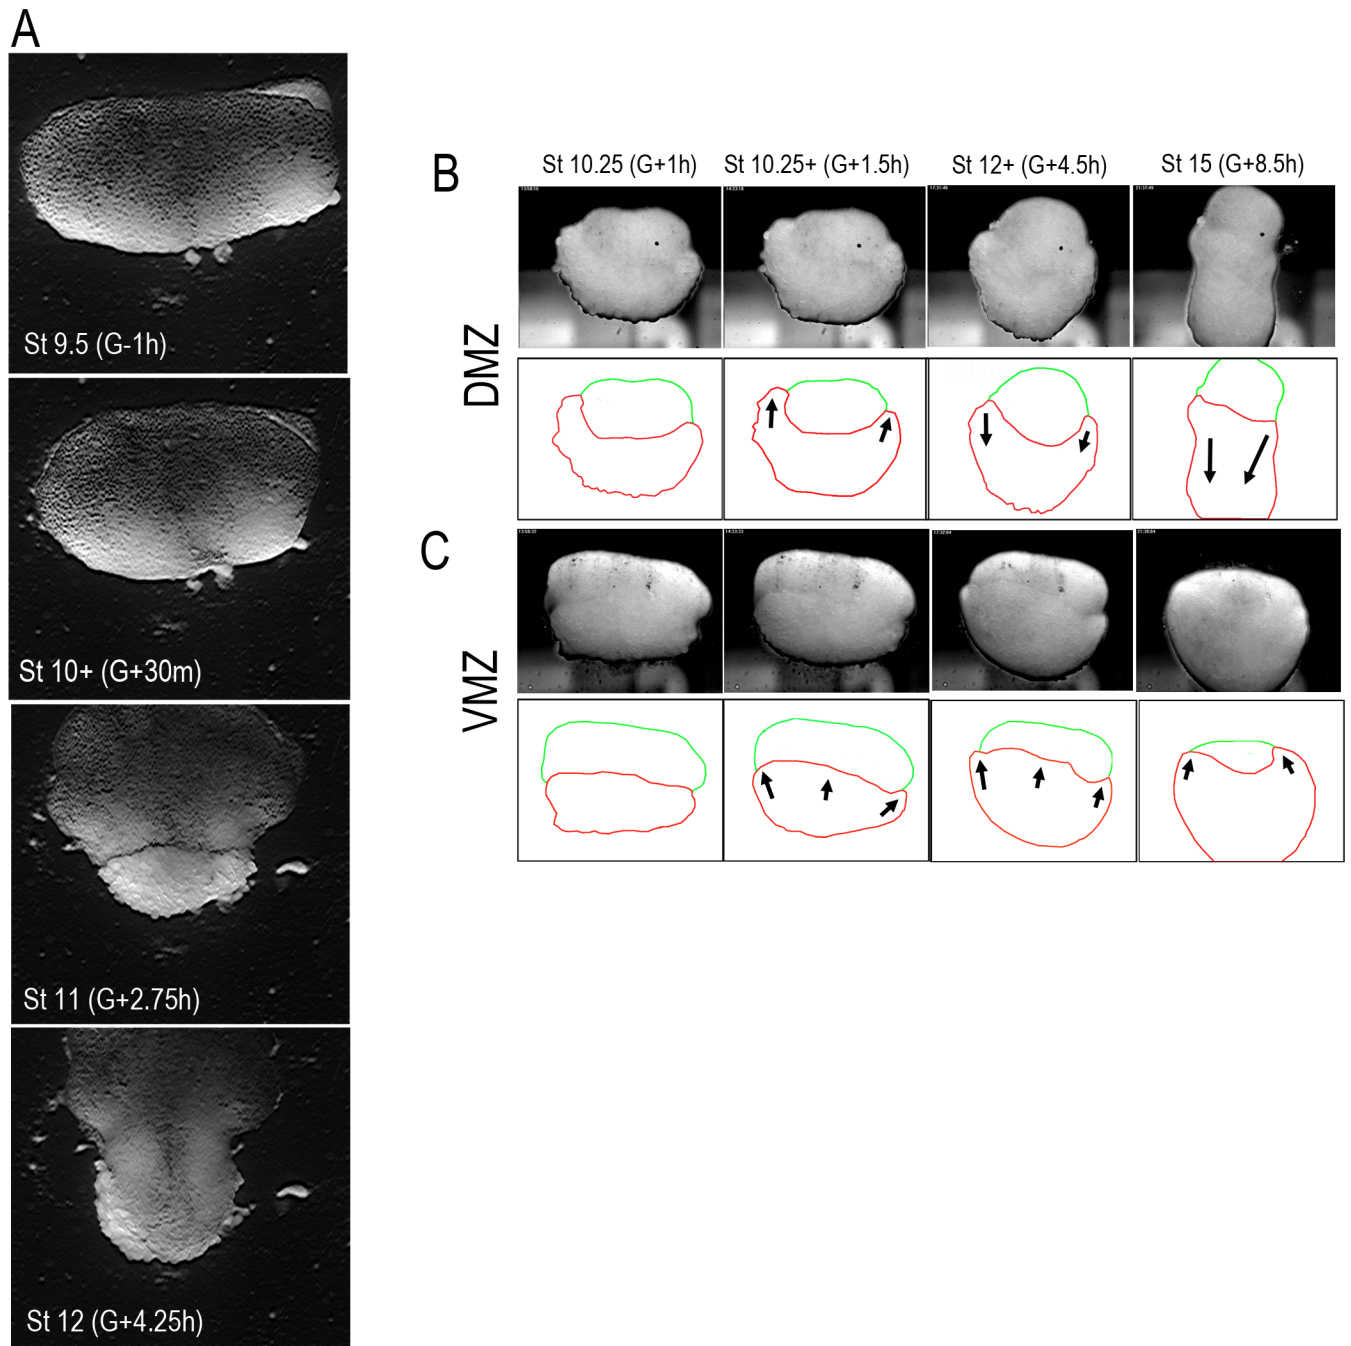 A
St 9.5 (G-1h)
St 10+ (G+30m)
St 11 (G+2.75h)
St 12 (G+4.25h)
B
St 10.25 (G+1h)
St 10.25+ (G+1.5h)
St 12+ (G+4.5h)
St 15 (G+8.5h)
DMZ
C
VMZ